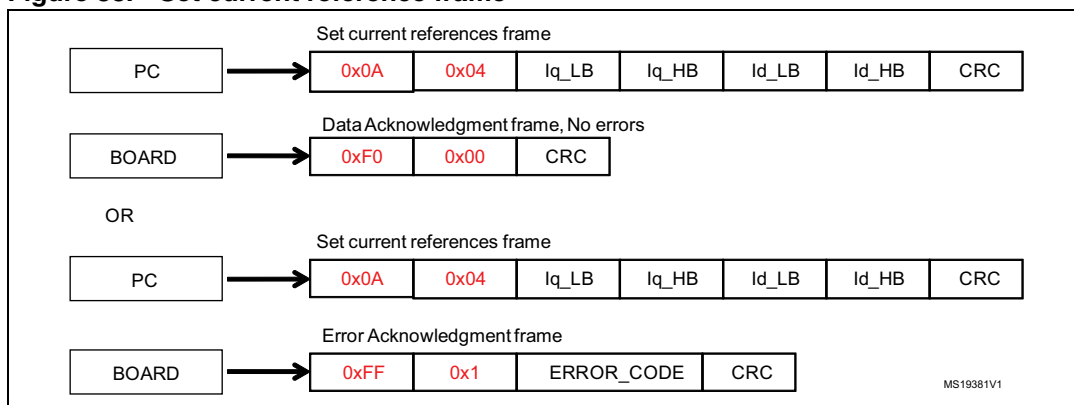 Set current references frame
PC 0x0A 0x04 Iq_LB Iq_HB Id_LB Id_HB CRC
Data Acknowledgment frame, No errors
BOARD 0xF0 0x00 CRC
OR
Set current references frame
PC 0x0A 0x04 Iq_LB Iq_HB Id_LB Id_HB CRC
Error Acknowledgment frame
BOARD 0xFF 0x1 ERROR_CODE CRC
MS19381V1